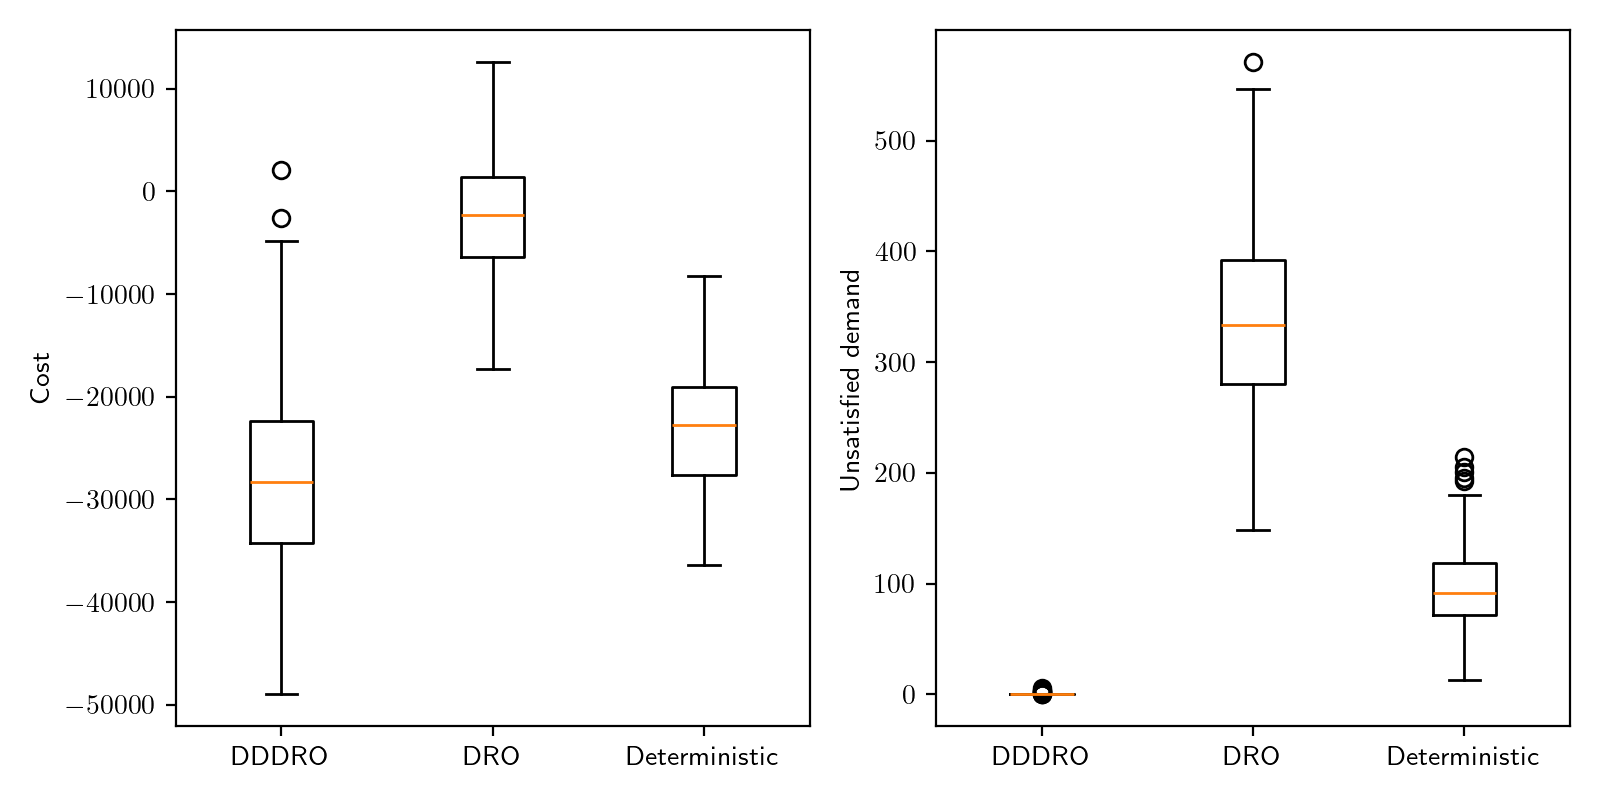 Cost
10000
0
−10000
−20000
−30000
−40000
−50000
DDDRO
DRO
Deterministic
Unsatisfied demand
500
400
300
200
100
0
DDDRO
DRO
Deterministic